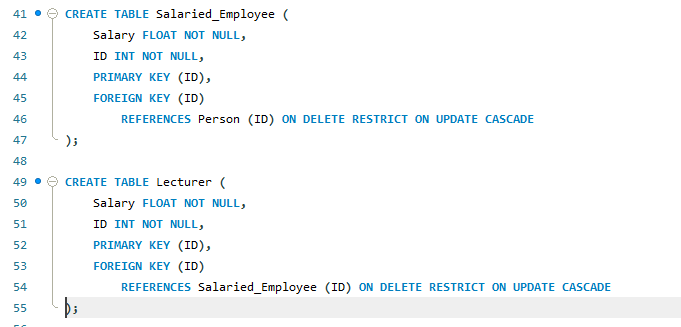 41 CREATE TABLE Salaried_Employee (
42 Salary FLOAT NOT NULL,
43 ID INT NOT NULL,
44 PRIMARY KEY (ID),
45 FOREIGN KEY (ID)
46 REFERENCES Person (ID) ON DELETE RESTRICT ON UPDATE CASCADE
47 );
48
49 CREATE TABLE Lecturer (
50 Salary FLOAT NOT NULL,
51 ID INT NOT NULL,
52 PRIMARY KEY (ID),
53 FOREIGN KEY (ID)
54 REFERENCES Salaried_Employee (ID) ON DELETE RESTRICT ON UPDATE CASCADE
55 );